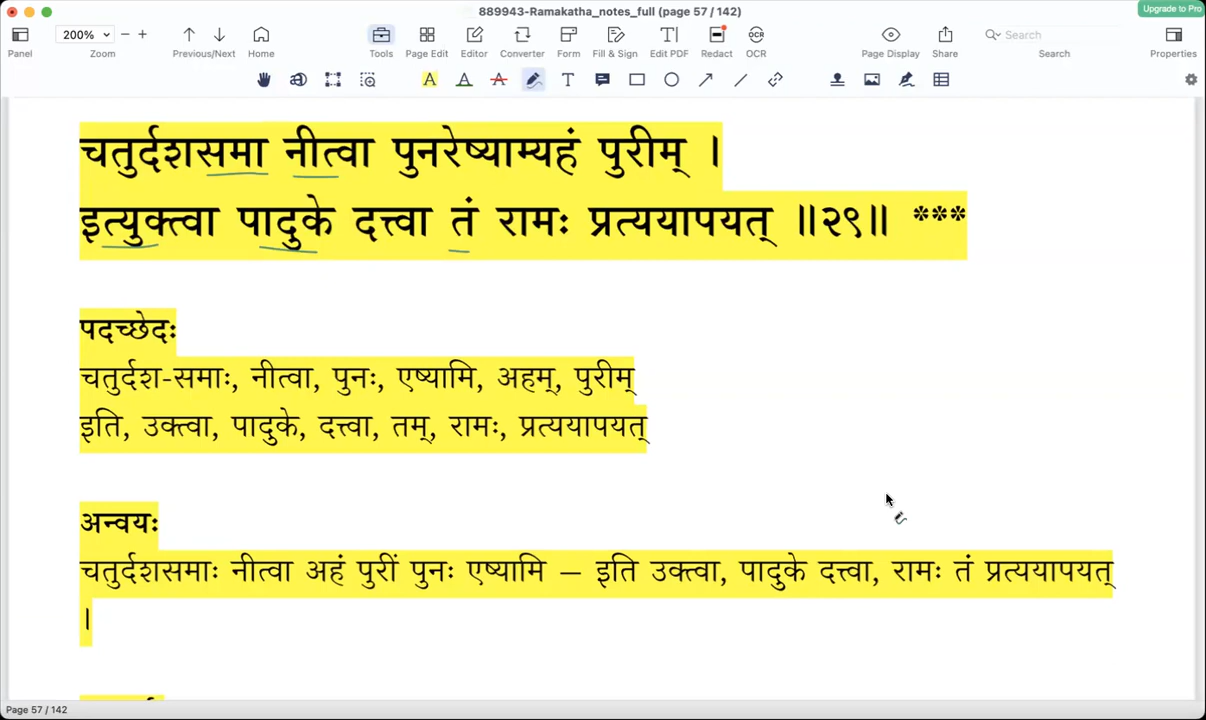 889943-Ramakatha_notes_full (page 57 / 142)
Upgrade to Pro
200%
Search
Panel
Zoom
Previous/Next
Home
Tools
Page Edit
Editor
Converter
Form
Fill & Sign
Edit PDF
Redact
OCR
Page Display
Share
Search
Properties
चतुर्दशसमा नीत्वा पुनरेष्याम्यहं पुरीम् ।
इत्युक्त्वा पादुके दत्त्वा तं रामः प्रत्ययापयत् ॥२९॥ ***
पदच्छेदः
चतुर्दश-समाः, नीत्वा, पुनः, एष्यामि, अहम्, पुरीम्
इति, उक्त्वा, पादुके, दत्त्वा, तम्, रामः, प्रत्ययापयत्
अन्वयः
चतुर्दशसमाः नीत्वा अहं पुरीं पुनः एष्यामि – इति उक्त्वा, पादुके दत्त्वा, रामः तं प्रत्ययापयत्
।
Page 57 / 142